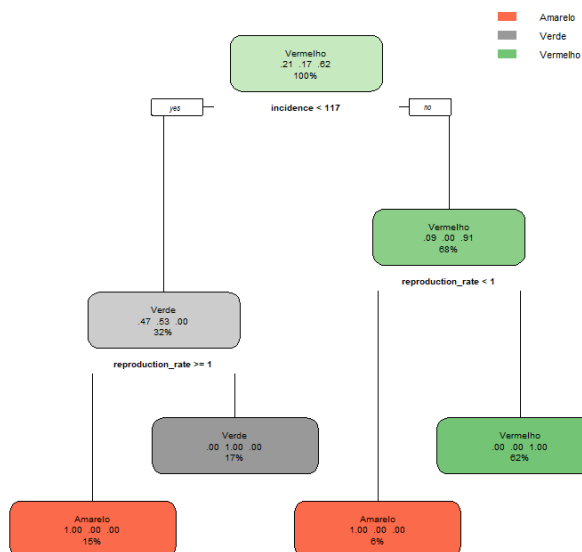 Amarelo
Verde
Vermelho
Vermelho
.21 .17 .62
100%
yes
incidence < 117
no
Vermelho
.09 .00 .91
68%
reproduction_rate < 1
Verde
.47 .53 .00
32%
reproduction_rate >= 1
Verde
.00 1.00 .00
17%
Vermelho
.00 .00 1.00
62%
Amarelo
1.00 .00 .00
15%
Amarelo
1.00 .00 .00
6%